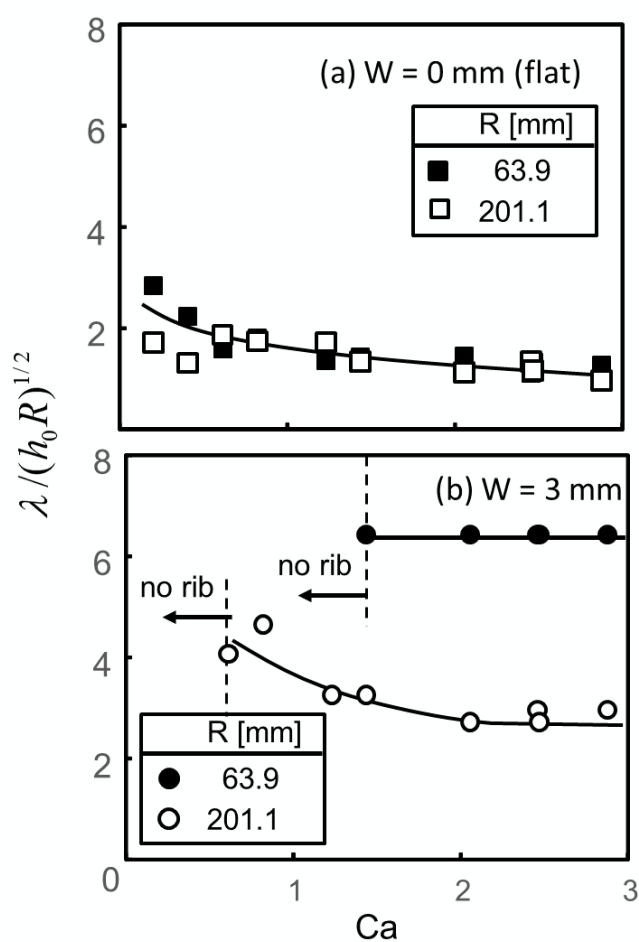 8
(a) W = 0 mm (flat)
R [mm]
63.9
201.1
6
4
2
λ/(h₀R)¹/²
8
(b) W = 3 mm
6
no rib
no rib
4
R [mm]
63.9
201.1
2
0
1
2
3
Ca